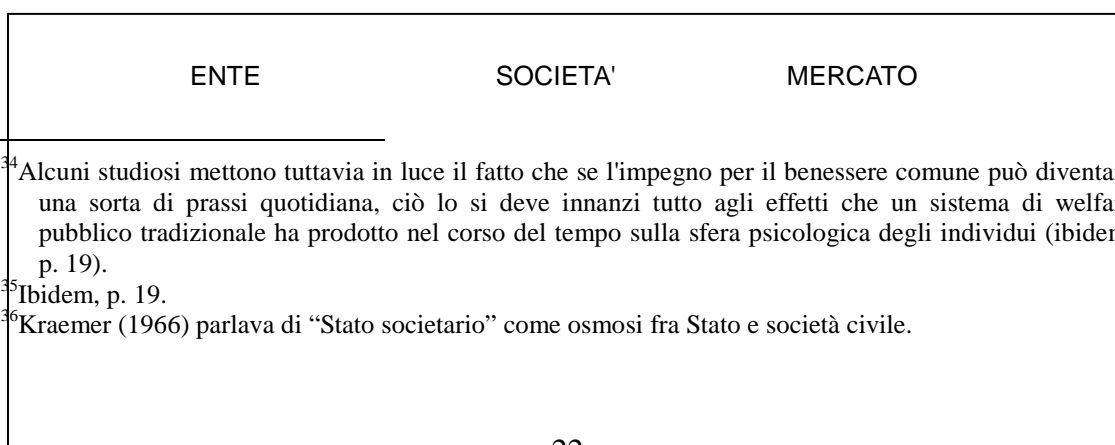 ENTE SOCIETA' MERCATO
34Alcuni studiosi mettono tuttavia in luce il fatto che se l'impegno per il benessere comune può diventa
una sorta di prassi quotidiana, ciò lo si deve innanzi tutto agli effetti che un sistema di welfa
pubblico tradizionale ha prodotto nel corso del tempo sulla sfera psicologica degli individui (ibide
p. 19).
35Ibidem, p. 19.
36Kraemer (1966) parlava di “Stato societario” come osmosi fra Stato e società civile.